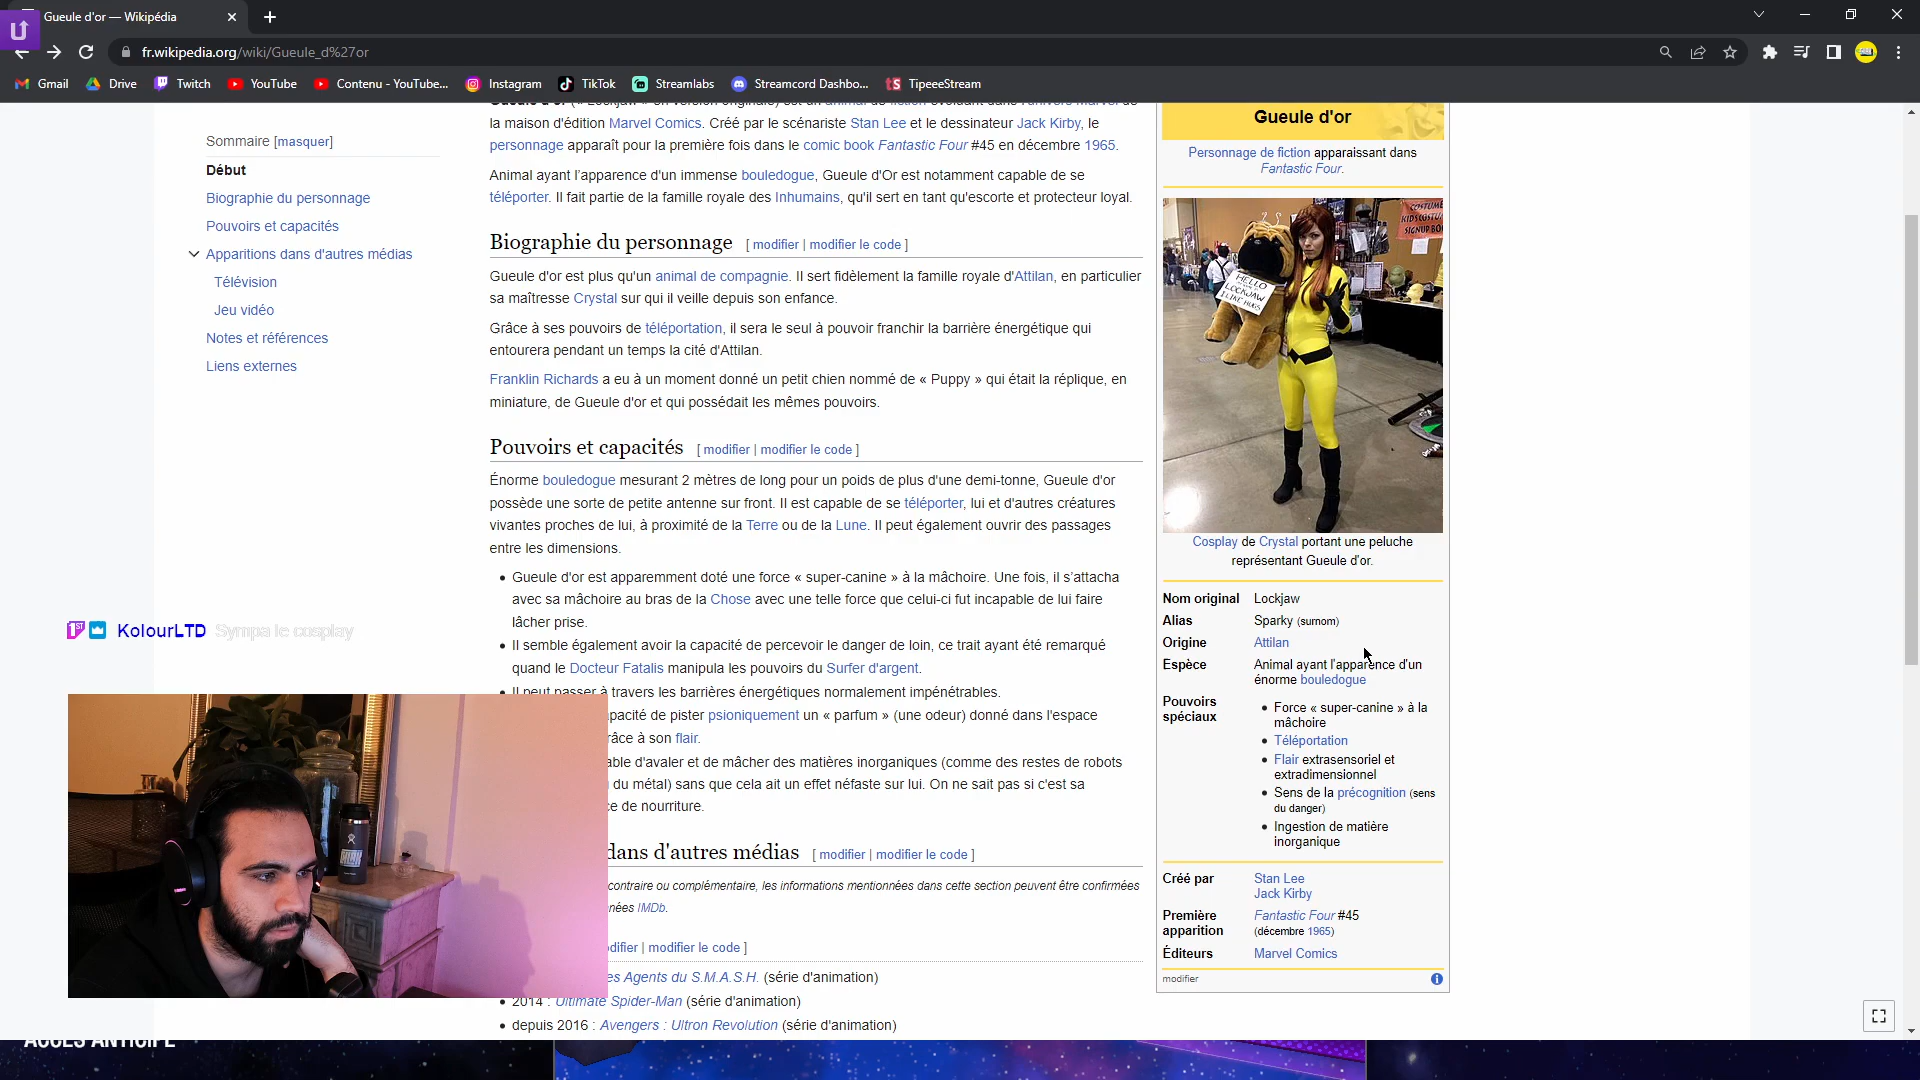 Gueule d'or — Wikipédia
fr.wikipedia.org/wiki/Gueule_d%27or
Gmail Drive Twitch YouTube Contenu - YouTube... Instagram TikTok Streamlabs Streamcord Dashbo... TipeeeStream
Sommaire [masquer]
Début
Biographie du personnage
Pouvoirs et capacités
Apparitions dans d'autres médias
Télévision
Jeu vidéo
Notes et références
Liens externes
la maison d'édition Marvel Comics. Créé par le scénariste Stan Lee et le dessinateur Jack Kirby, le
personnage apparaît pour la première fois dans le comic book Fantastic Four #45 en décembre 1965.
Animal ayant l'apparence d'un immense bouledogue, Gueule d'Or est notamment capable de se
téléporter. Il fait partie de la famille royale des Inhumains, qu'il sert en tant qu'escorte et protecteur loyal.
Biographie du personnage [ modifier | modifier le code ]
Gueule d'or est plus qu'un animal de compagnie. Il sert fidèlement la famille royale d'Attilan, en particulier
sa maîtresse Crystal sur qui il veille depuis son enfance.
Grâce à ses pouvoirs de téléportation, il sera le seul à pouvoir franchir la barrière énergétique qui
entourera pendant un temps la cité d'Attilan.
Franklin Richards a eu à un moment donné un petit chien nommé de « Puppy » qui était la réplique, en
miniature, de Gueule d'or et qui possédait les mêmes pouvoirs.
Pouvoirs et capacités [ modifier | modifier le code ]
Énorme bouledogue mesurant 2 mètres de long pour un poids de plus d'une demi-tonne, Gueule d'or
possède une sorte de petite antenne sur front. Il est capable de se téléporter, lui et d'autres créatures
vivantes proches de lui, à proximité de la Terre ou de la Lune. Il peut également ouvrir des passages
entre les dimensions.
• Gueule d'or est apparemment doté une force « super-canine » à la mâchoire. Une fois, il s'attacha
avec sa mâchoire au bras de la Chose avec une telle force que celui-ci fut incapable de lui faire
lâcher prise.
• Il semble également avoir la capacité de percevoir le danger de loin, ce trait ayant été remarqué
quand le Docteur Fatalis manipula les pouvoirs du Surfer d'argent.
• Il peut passer à travers les barrières énergétiques normalement impénétrables.
pacité de pister psioniquement un « parfum » (une odeur) donné dans l'espace
râce à son flair.
able d'avaler et de mâcher des matières inorganiques (comme des restes de robots
du métal) sans que cela ait un effet néfaste sur lui. On ne sait pas si c'est sa
ce de nourriture.
dans d'autres médias [ modifier | modifier le code ]
contraire ou complémentaire, les informations mentionnées dans cette section peuvent être confirmées
nées IMDb.
difier | modifier le code ]
es Agents du S.M.A.S.H. (série d'animation)
• 2014 : Ultimate Spider-Man (série d'animation)
• depuis 2016 : Avengers : Ultron Revolution (série d'animation)
Gueule d'or
Personnage de fiction apparaissant dans
Fantastic Four.
COSTUME
KIDS COSTU
SIGNUP BO
HELLO
LOCKJAW
I LIKE HUGS
Cosplay de Crystal portant une peluche
représentant Gueule d'or.
Nom original Lockjaw
Alias Sparky (surnom)
Origine Attilan
Espèce Animal ayant l'apparence d'un
énorme bouledogue
Pouvoirs
spéciaux
• Force « super-canine » à la
mâchoire
• Téléportation
• Flair extrasensoriel et
extradimensionnel
• Sens de la précognition (sens
du danger)
• Ingestion de matière
inorganique
Créé par Stan Lee
Jack Kirby
Première Fantastic Four #45
apparition (décembre 1965)
Éditeurs Marvel Comics
modifier
1ST KolourLTD Sympa le cosplay
ACCÈS ANTICIPÉ